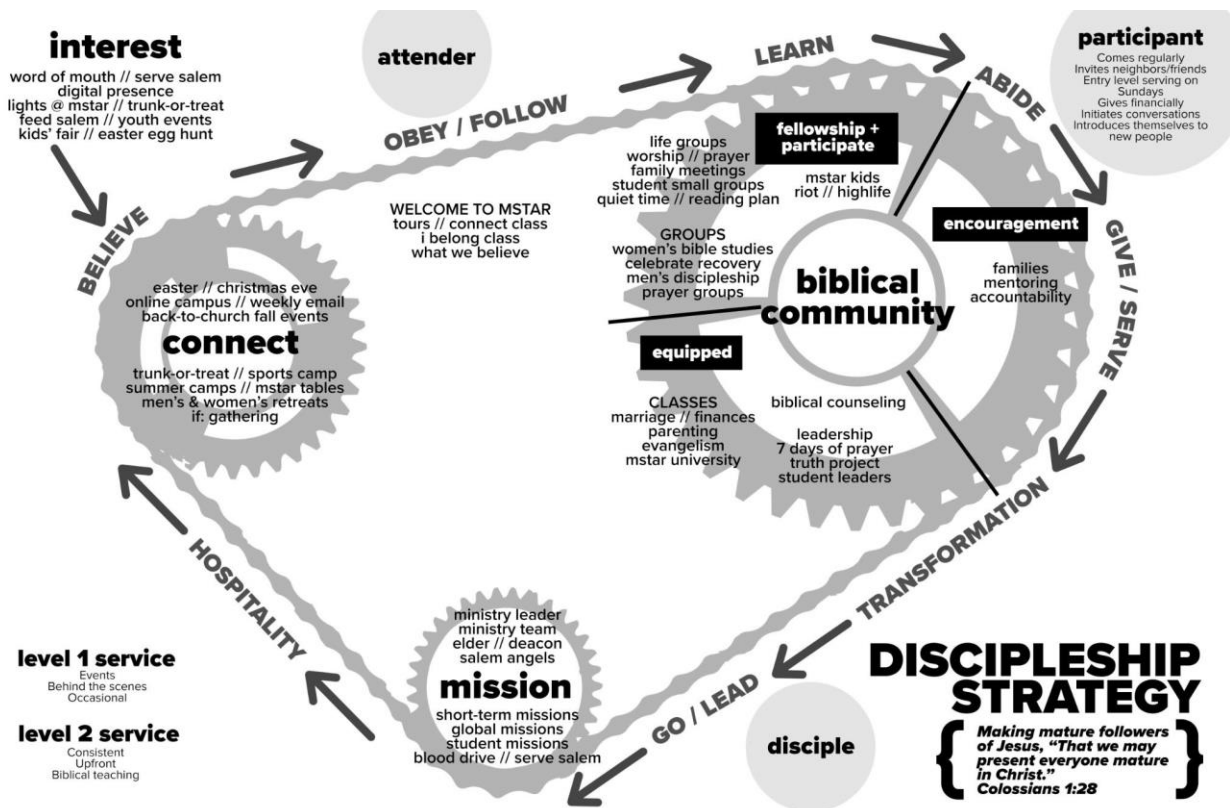 interest
word of mouth // serve salem
digital presence
lights @ mstar // trunk-or-treat
feed salem // youth events
kids' fair // easter egg hunt
attender
participant
Comes regularly
Invites neighbors/friends
Entry level serving on
Sundays
Gives financially
Initiates conversations
Introduces themselves to
new people
BELIEVE
OBEY / FOLLOW
LEARN
ABIDE
GIVE / SERVE
TRANSFORMATION
GO / LEAD
HOSPITALITY
easter // christmas eve
online campus // weekly email
back-to-church fall events
connect
trunk-or-treat // sports camp
summer camps // mstar tables
men's & women's retreats
if: gathering
WELCOME TO MSTAR
tours // connect class
i belong class
what we believe
life groups
worship // prayer
family meetings
student small groups
quiet time // reading plan
GROUPS
women's bible studies
celebrate recovery
men's discipleship
prayer groups
fellowship +
participate
mstar kids
riot // highlife
encouragement
families
mentoring
accountability
biblical
community
equipped
CLASSES
marriage // finances
parenting
evangelism
mstar university
biblical counseling
leadership
7 days of prayer
truth project
student leaders
ministry leader
ministry team
elder // deacon
salem angels
mission
short-term missions
global missions
student missions
blood drive // serve salem
disciple
level 1 service
Events
Behind the scenes
Occasional
level 2 service
Consistent
Upfront
Biblical teaching
DISCIPLESHIP
STRATEGY
{ Making mature followers
of Jesus, "That we may
present everyone mature
in Christ."
Colossians 1:28 }